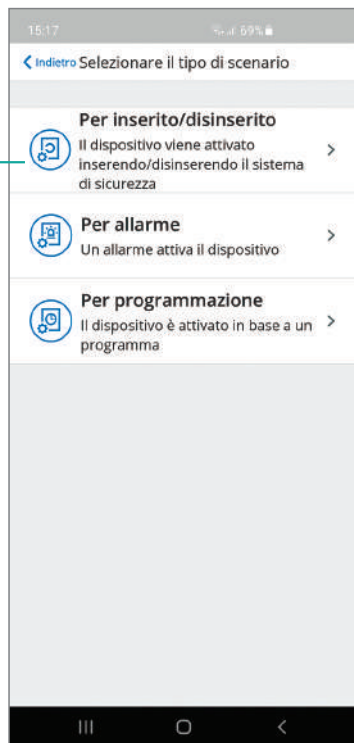 15:17
69%
Indietro Selezionare il tipo di scenario
Per inserito/disinserito
Il dispositivo viene attivato
inserendo/disinserendo il sistema
di sicurezza
Per allarme
Un allarme attiva il dispositivo
Per programmazione
Il dispositivo è attivato in base a un
programma